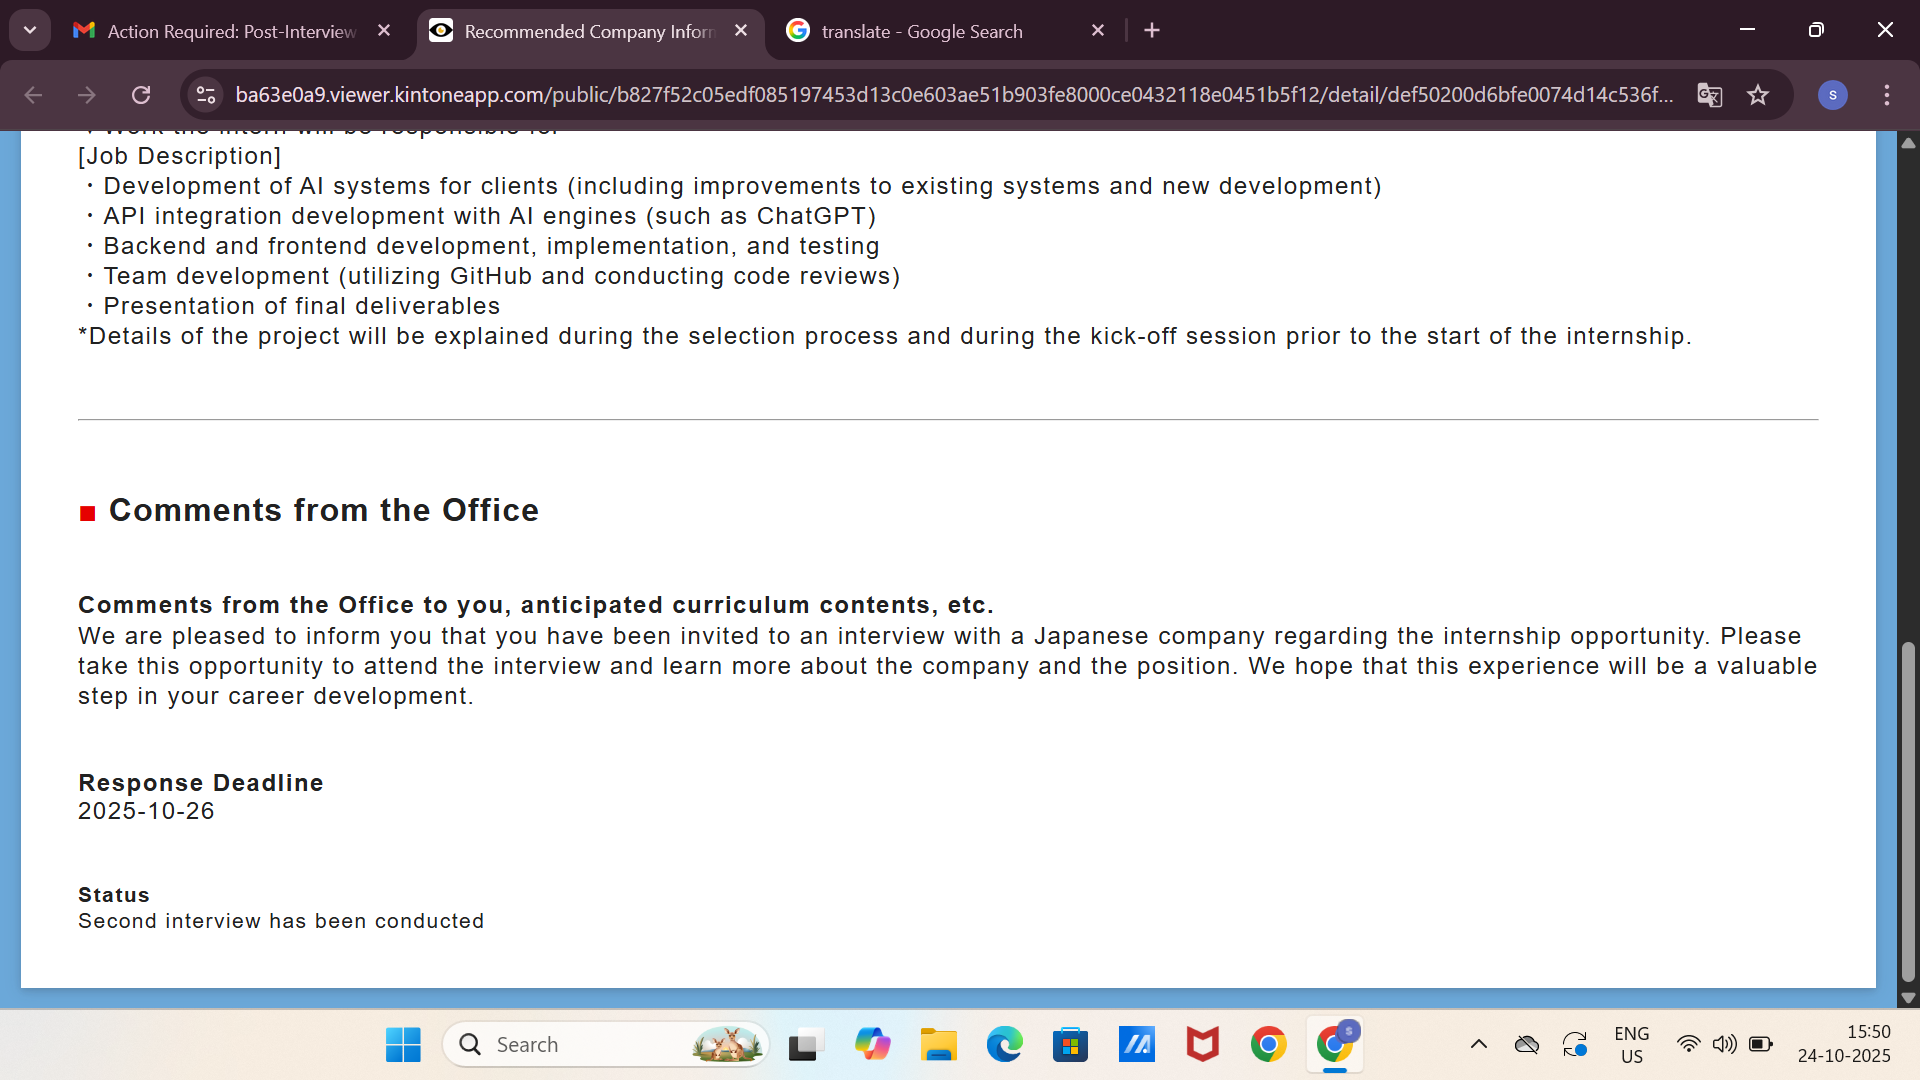 Action Required: Post-Interview
Recommended Company Inforn
translate - Google Search
ba63e0a9.viewer.kintoneapp.com/public/b827f52c05edf085197453d13c0e603ae51b903fe8000ce0432118e0451b5f12/detail/def50200d6bfe0074d14c536f...
s
Work the intern will be responsible for
[Job Description]
・Development of AI systems for clients (including improvements to existing systems and new development)
・API integration development with AI engines (such as ChatGPT)
・Backend and frontend development, implementation, and testing
・Team development (utilizing GitHub and conducting code reviews)
・Presentation of final deliverables
*Details of the project will be explained during the selection process and during the kick-off session prior to the start of the internship.
■ Comments from the Office
Comments from the Office to you, anticipated curriculum contents, etc.
We are pleased to inform you that you have been invited to an interview with a Japanese company regarding the internship opportunity. Please
take this opportunity to attend the interview and learn more about the company and the position. We hope that this experience will be a valuable
step in your career development.
Response Deadline
2025-10-26
Status
Second interview has been conducted
Search
s
ENG
US
15:50
24-10-2025